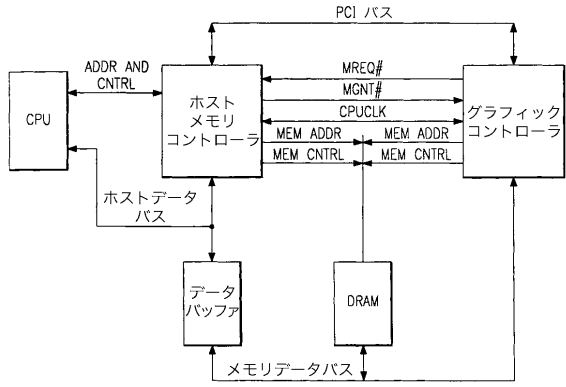 PCI バス
ADDR AND
CNTRL
CPU
ホスト
メモリ
コントローラ
MREQ#
MGNT#
CPUCLK
MEM ADDR
MEM CNTRL
MEM ADDR
MEM CNTRL
グラフィック
コントローラ
ホストデータ
バス
データ
バッファ
DRAM
メモリデータバス